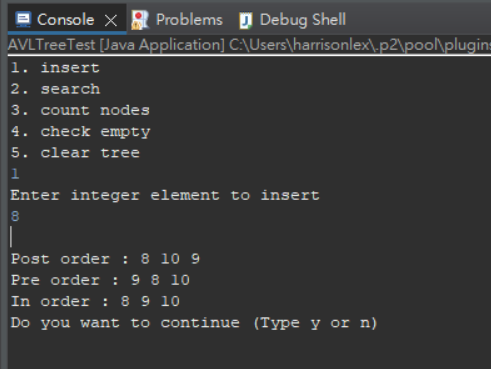 Console Problems Debug Shell
AVLTreeTest [Java Application] C:\Users\harrisonlex\.p2\pool\plugins
1. insert
2. search
3. count nodes
4. check empty
5. clear tree
1
Enter integer element to insert
8
Post order : 8 10 9
Pre order : 9 8 10
In order : 8 9 10
Do you want to continue (Type y or n)